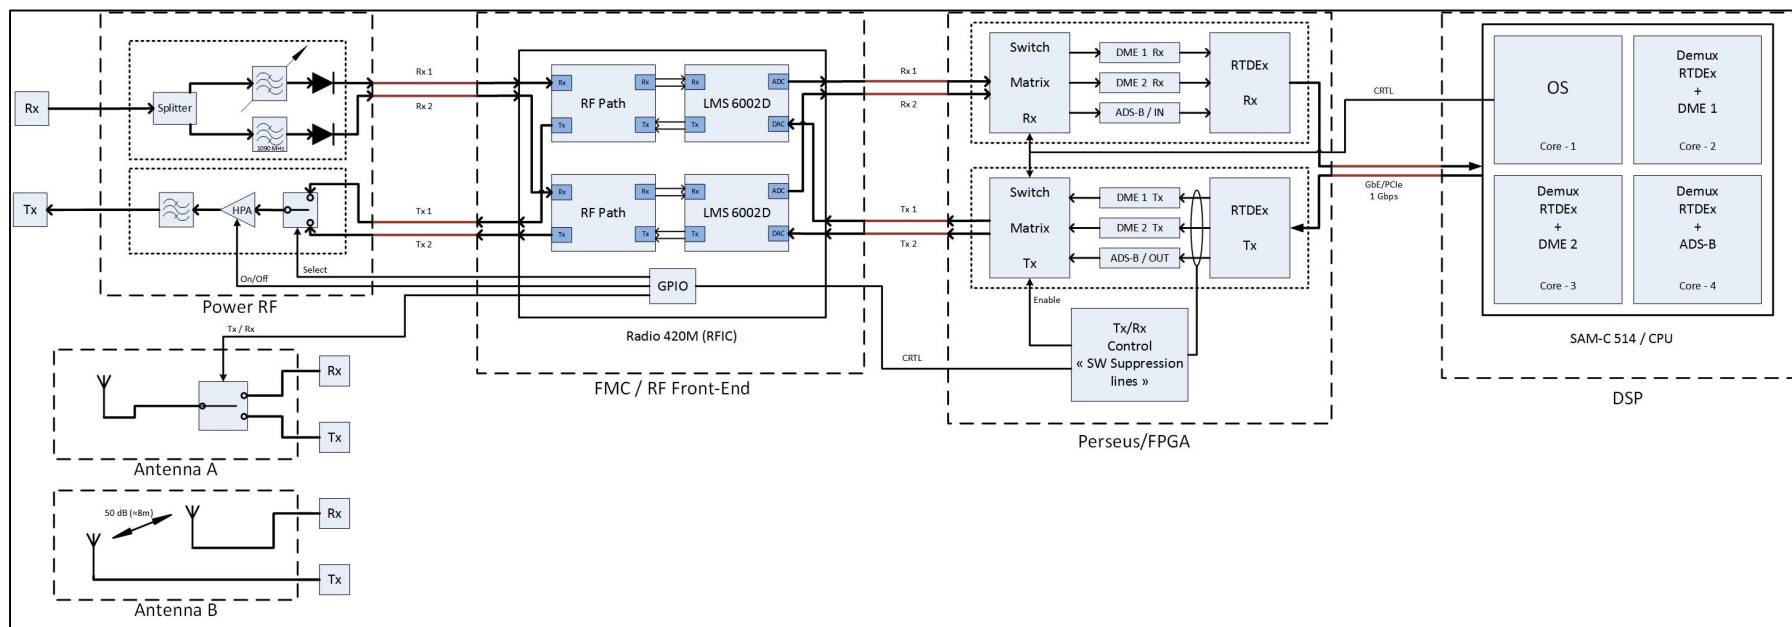 Rx
Splitter
1090 MHz
Tx
HPA
Power RF
Rx 1
Rx 2
Tx 1
Tx 2
Select
On/Off
Tx / Rx
Rx
RF Path
Tx
Rx
Tx
Rx
LMS 6002D
Tx
ADC
DAC
Rx
RF Path
Tx
Rx
Tx
Rx
LMS 6002D
Tx
ADC
DAC
GPIO
Radio 420M (RFIC)
FMC / RF Front-End
Rx 1
Rx 2
Tx 1
Tx 2
CRTL
Switch
Matrix
Rx
DME 1 Rx
DME 2 Rx
ADS-B / IN
RTDEx
Rx
Switch
Matrix
Tx
DME 1 Tx
DME 2 Tx
ADS-B / OUT
RTDEx
Tx
Enable
Tx/Rx
Control
« SW Suppression
lines »
Perseus/FPGA
CRTL
GbE/PCIe
1 Gbps
OS
Core - 1
Demux
RTDEx
+
DME 1
Core - 2
Demux
RTDEx
+
DME 2
Core - 3
Demux
RTDEx
+
ADS-B
Core - 4
SAM-C 514 / CPU
DSP
Rx
Tx
Antenna A
50 dB (≈8m)
Rx
Tx
Antenna B